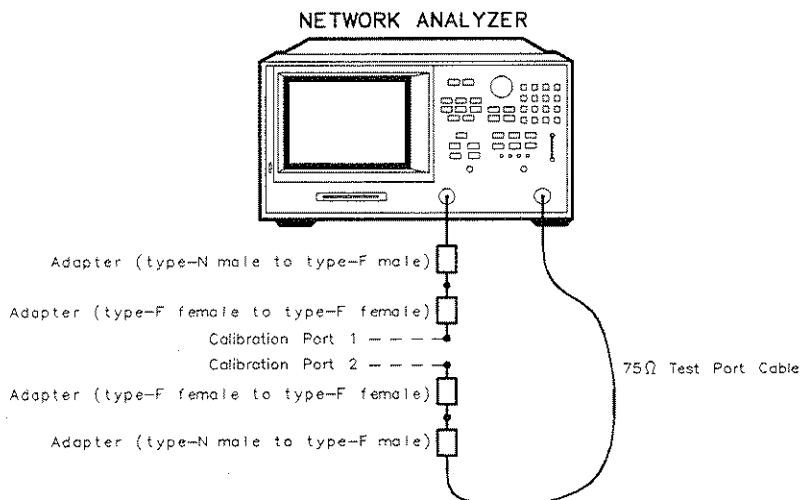 NETWORK ANALYZER
Adapter (type-N male to type-F male)
Adapter (type-F female to type-F female)
Calibration Port 1
Calibration Port 2
75Ω Test Port Cable
Adapter (type-F female to type-F female)
Adapter (type-N male to type-F male)